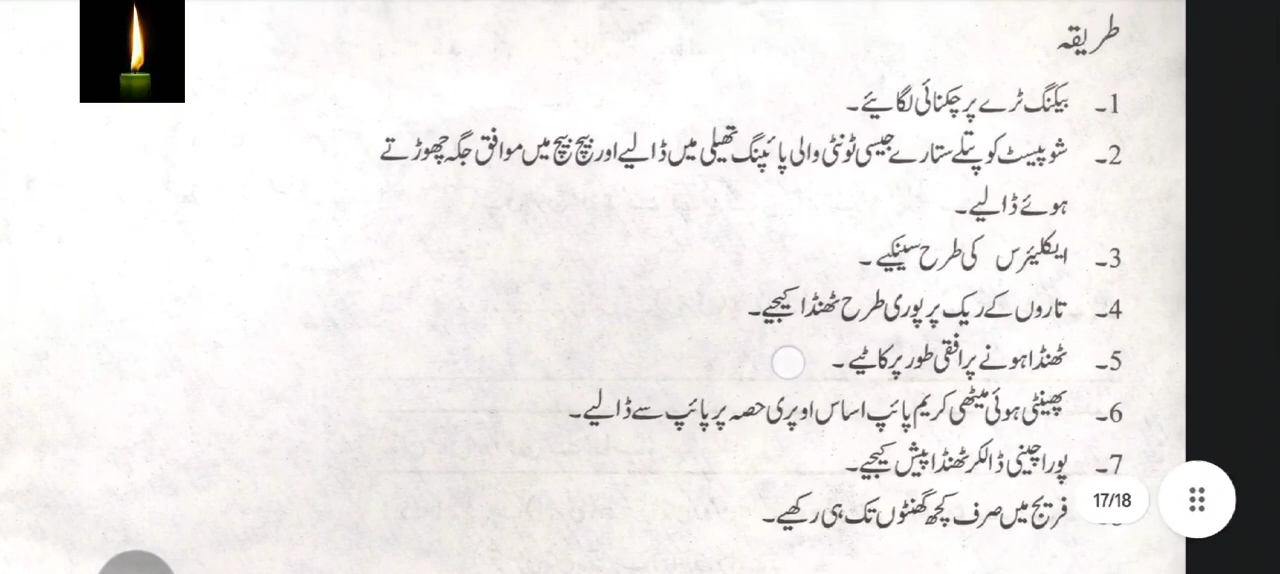 طریقہ
1۔ بیکنگ ٹرے پر چکنائی لگائیے۔
2۔ شوپیسٹ کو پتلے ستارے جیسی ٹونٹی والی پائپنگ تھیلی میں ڈالیے اور بیچ بیچ میں موافق جگہ چھوڑتے
ہوئے ڈالیے۔
3۔ ایکلیئرس کی طرح سینکیے۔
4۔ تاروں کے ریک پر پوری طرح ٹھنڈا کیجیے۔
5۔ ٹھنڈا ہونے پر افقی طور پر کاٹیے۔
6۔ پھینٹی ہوئی میٹھی کریم پائپ اساس اوپری حصہ پر پائپ سے ڈالیے۔
7۔ پورا چینی ڈالکر ٹھنڈا پیش کیجیے۔
فریج میں صرف کچھ گھنٹوں تک ہی رکھیے۔
17/18